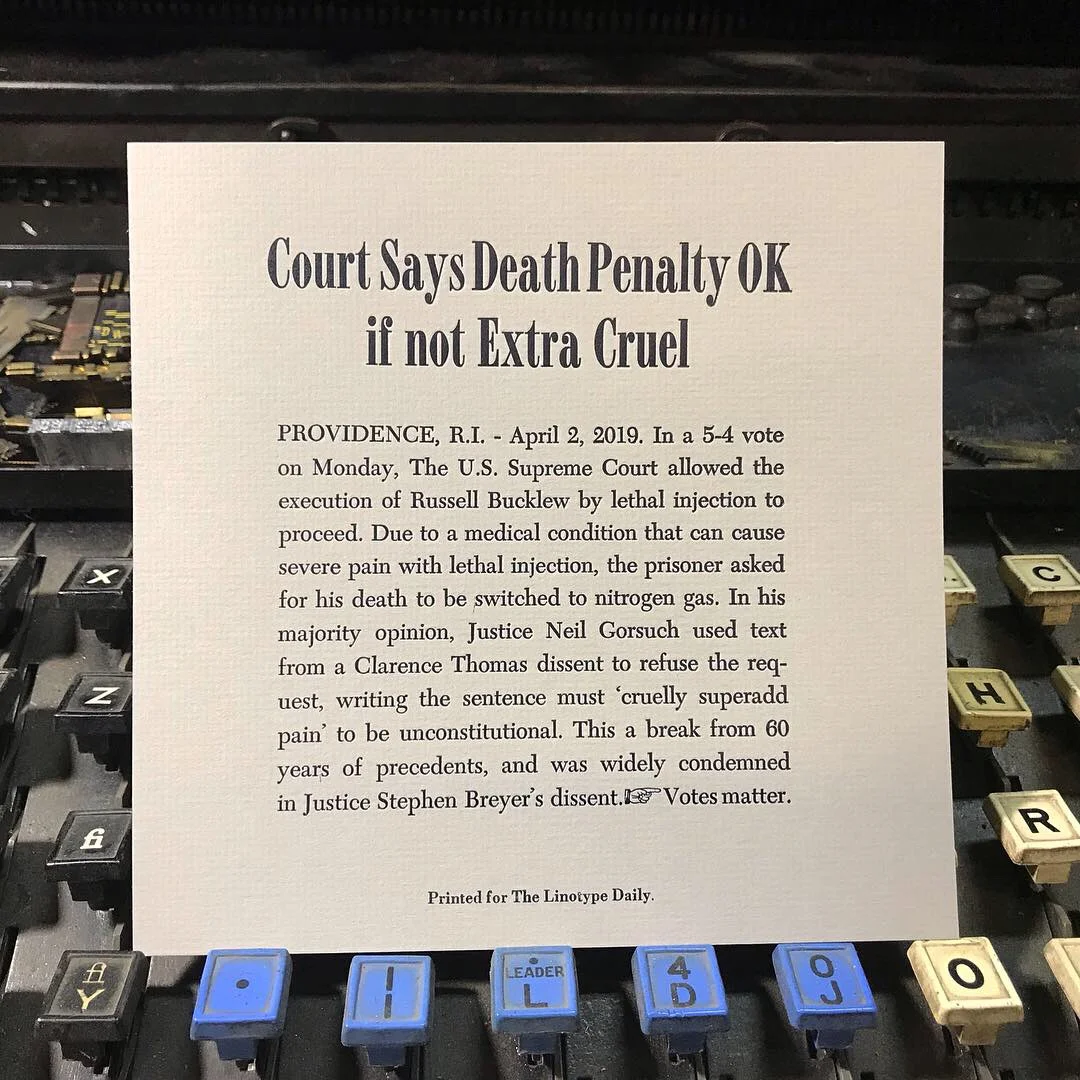 Court Says Death Penalty OK
if not Extra Cruel
PROVIDENCE, R.I. - April 2, 2019. In a 5-4 vote
on Monday, The U.S. Supreme Court allowed the
execution of Russell Bucklew by lethal injection to
proceed. Due to a medical condition that can cause
severe pain with lethal injection, the prisoner asked
for his death to be switched to nitrogen gas. In his
majority opinion, Justice Neil Gorsuch used text
from a Clarence Thomas dissent to refuse the req-
uest, writing the sentence must ‘cruelly superadd
pain’ to be unconstitutional. This a break from 60
years of precedents, and was widely condemned
in Justice Stephen Breyer’s dissent.☞ Votes matter.
Printed for The Linotype Daily.
X
C
Z
H
fi
R
A
Y
LEADER
L
4
D
0
J
O